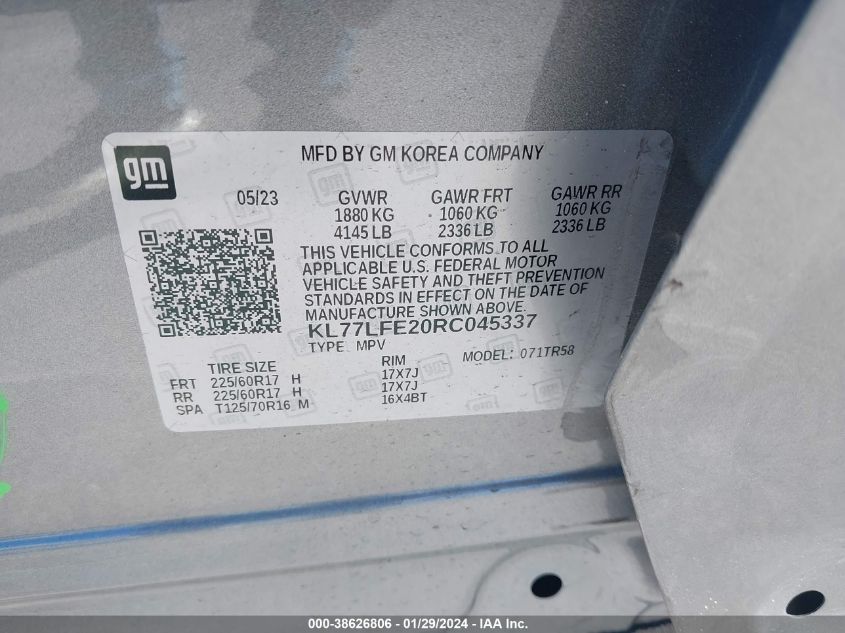 gm
MFD BY GM KOREA COMPANY
05/23 GVWR GAWR FRT GAWR RR
1880 KG 1060 KG 1060 KG
4145 LB 2336 LB 2336 LB
THIS VEHICLE CONFORMS TO ALL
APPLICABLE U.S. FEDERAL MOTOR
VEHICLE SAFETY AND THEFT PREVENTION
STANDARDS IN EFFECT ON THE DATE OF
MANUFACTURE SHOWN ABOVE.
KL77LFE20RC045337
TYPE: MPV MODEL: 071TR58
TIRE SIZE RIM
FRT 225/60R17 H 17X7J
RR 225/60R17 H 17X7J
SPA T125/70R16 M 16X4BT
000-38626806 - 01/29/2024 - IAA Inc.